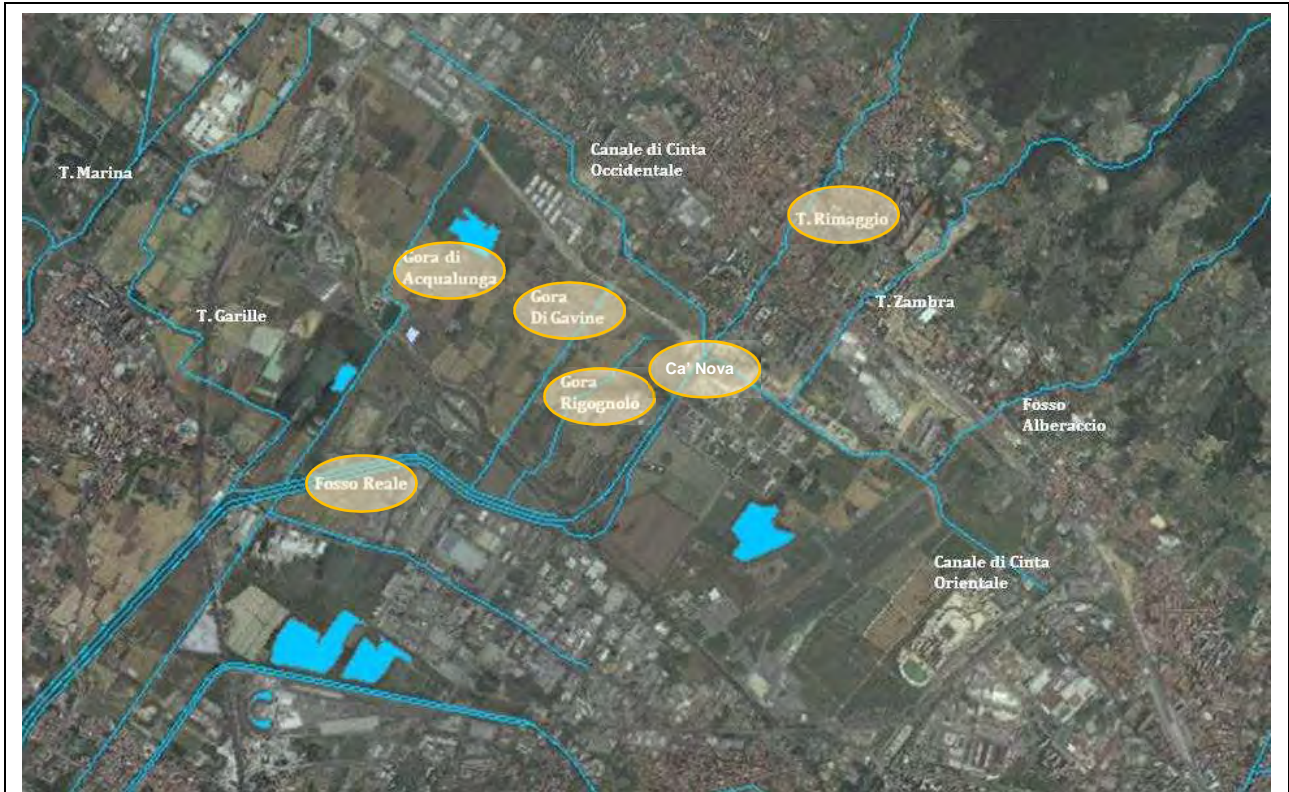 Canale di Cinta
Occidentale
T. Marina
T. Rimaggio
Gora di
Acqualunga
Gora
Di Gavine
T. Zambra
T. Garille
Ca' Nova
Gora
Rigognolo
Fosso
Alberaccio
Fosso Reale
Canale di Cinta
Orientale